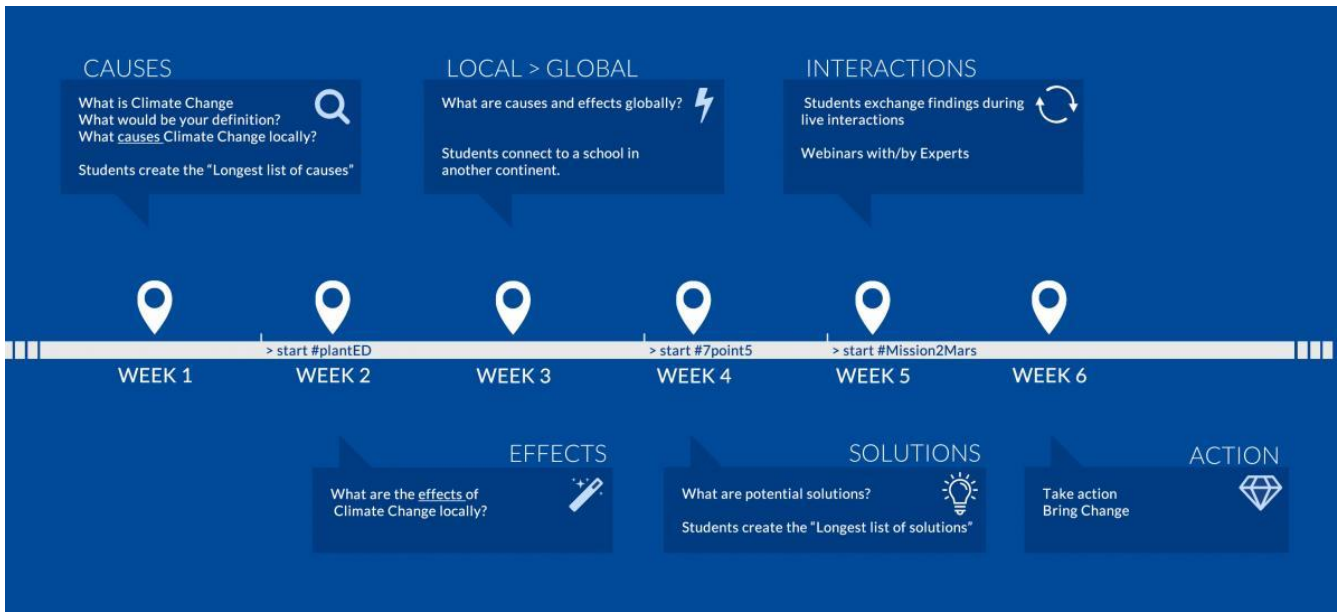 CAUSES
What is Climate Change
What would be your definition?
What causes Climate Change locally?
Students create the "Longest list of causes"
LOCAL > GLOBAL
What are causes and effects globally?
Students connect to a school in
another continent.
INTERACTIONS
Students exchange findings during
live interactions
Webinars with/by Experts
> start #plantED
> start #7point5
> start #Mission2Mars
WEEK 1
WEEK 2
WEEK 3
WEEK 4
WEEK 5
WEEK 6
EFFECTS
What are the effects of
Climate Change locally?
SOLUTIONS
What are potential solutions?
Students create the "Longest list of solutions"
ACTION
Take action
Bring Change